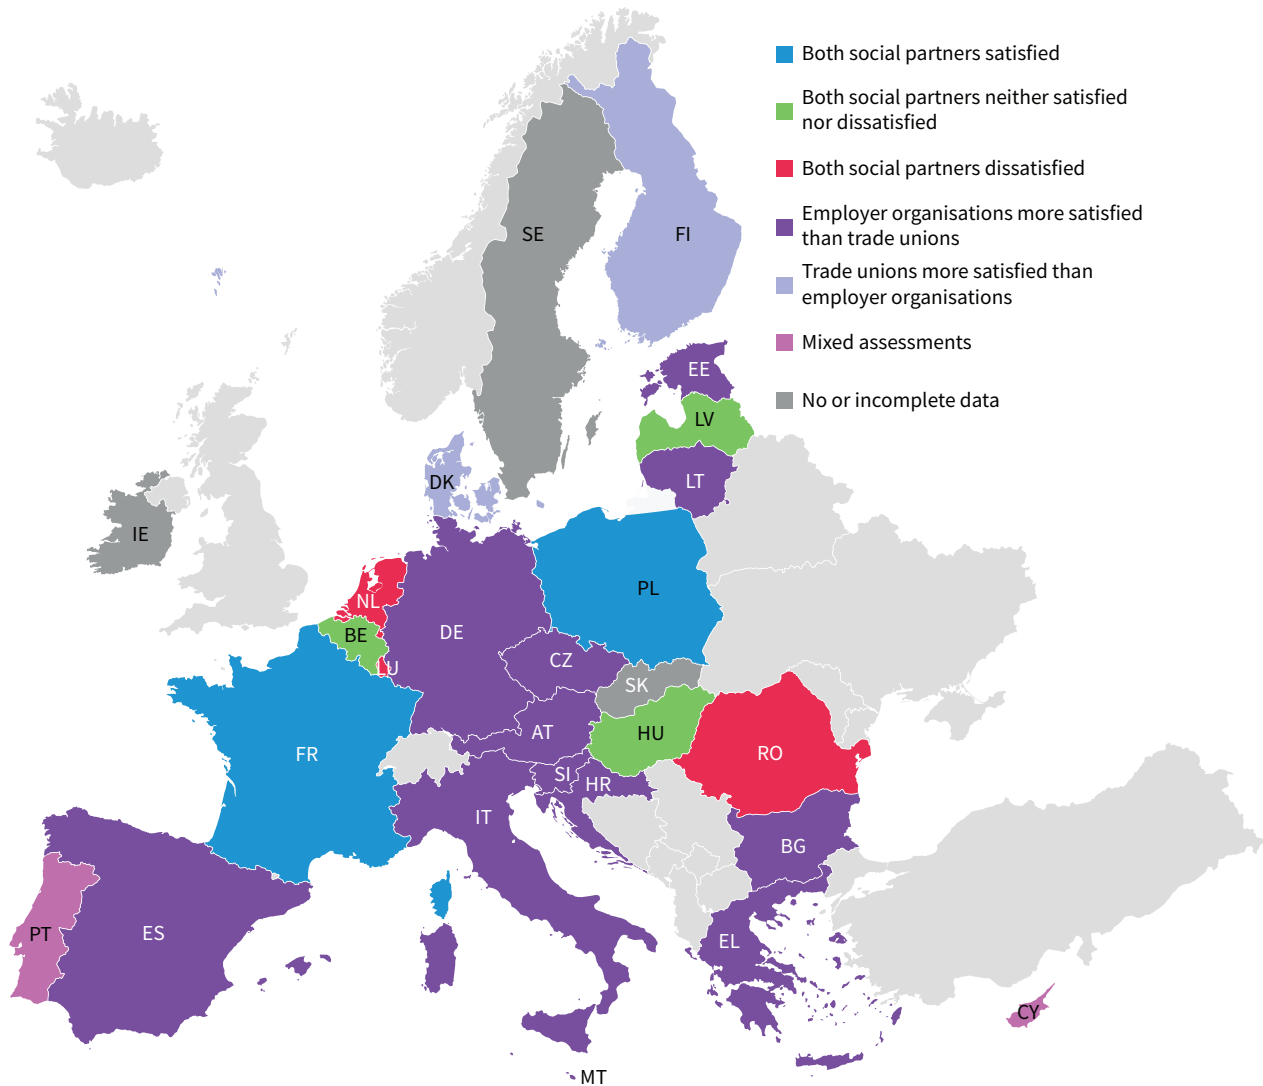 Both social partners satisfied
Both social partners neither satisfied
nor dissatisfied
Both social partners dissatisfied
Employer organisations more satisfied
than trade unions
Trade unions more satisfied than
employer organisations
Mixed assessments
No or incomplete data
SE
FI
EE
LV
LT
DK
IE
NL
BE
LU
DE
PL
CZ
SK
FR
AT
HU
RO
SI
HR
IT
BG
PT
ES
EL
CY
MT